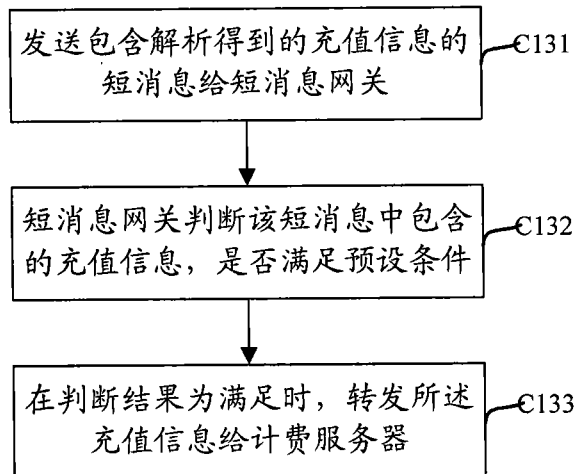 发送包含解析得到的充值信息的
短消息给短消息网关
C131
短消息网关判断该短消息中包含
的充值信息，是否满足预设条件
C132
在判断结果为满足时，转发所述
充值信息给计费服务器
C133